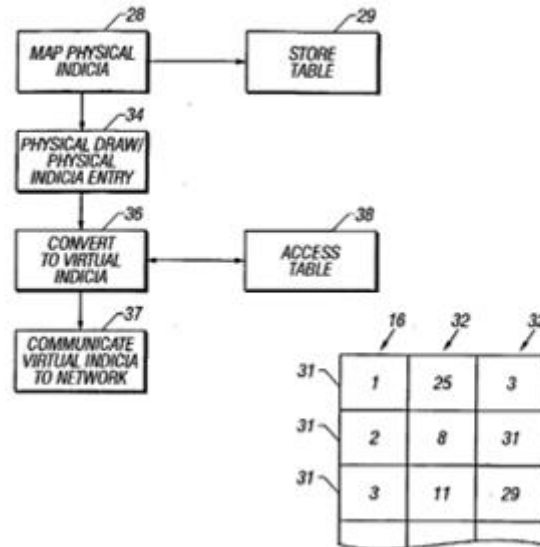 28
MAP PHYSICAL
INDICIA
29
STORE
TABLE
34
PHYSICAL DRAW/
PHYSICAL
INDICIA ENTRY
36
CONVERT
TO VIRTUAL
INDICIA
38
ACCESS
TABLE
37
COMMUNICATE
VIRTUAL INDICIA
TO NETWORK
16 32 32
31 1 25 3
31 2 8 31
31 3 11 29